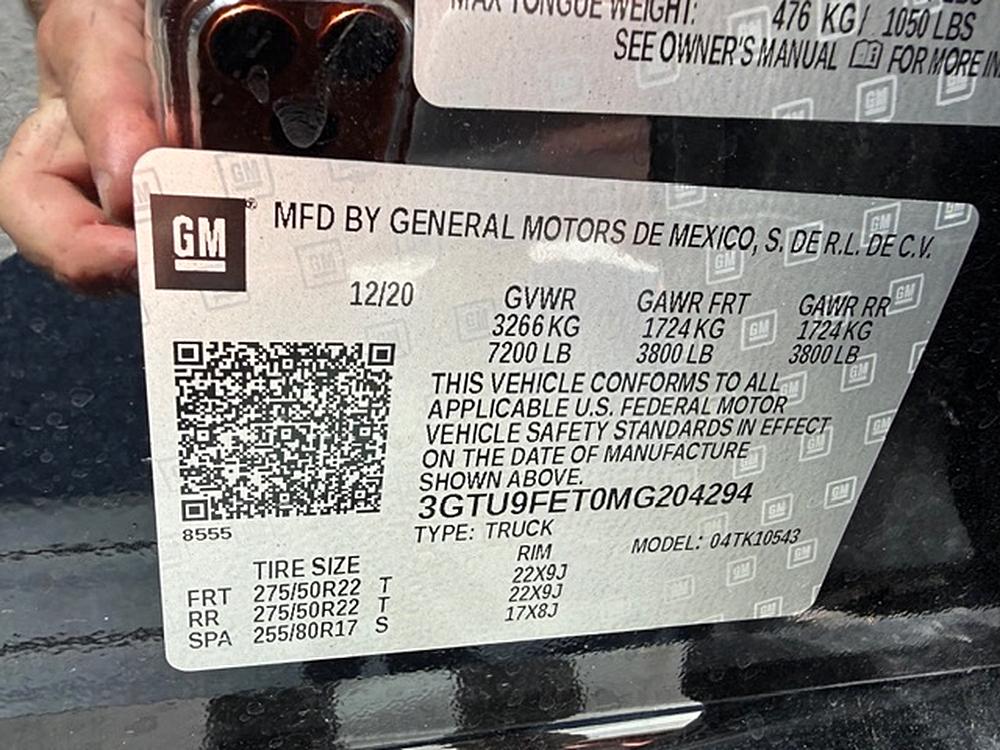 MAX TONGUE WEIGHT: 476 KG / 1050 LBS
SEE OWNER'S MANUAL FOR MORE
GM
MFD BY GENERAL MOTORS DE MEXICO, S. DE R.L. DE C.V.
12/20 GVWR GAWR FRT GAWR RR
3266 KG 1724 KG 1724 KG
7200 LB 3800 LB 3800 LB
THIS VEHICLE CONFORMS TO ALL
APPLICABLE U.S. FEDERAL MOTOR
VEHICLE SAFETY STANDARDS IN EFFECT
ON THE DATE OF MANUFACTURE
SHOWN ABOVE.
3GTU9FET0MG204294
8555
TYPE: TRUCK MODEL: 04TK10543
TIRE SIZE RIM
FRT 275/50R22 T 22X9J
RR 275/50R22 T 22X9J
SPA 255/80R17 S 17X8J